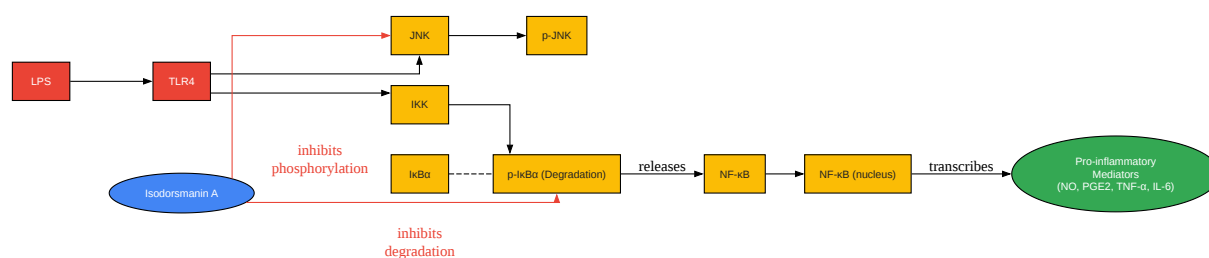 JNK
p-JNK
LPS
TLR4
IKK
inhibits
phosphorylation
IκBα
p-IκBα (Degradation)
releases
NF-κB
NF-κB (nucleus)
transcribes
Pro-inflammatory
Mediators
(NO, PGE2, TNF-α, IL-6)
Isodorsmanin A
inhibits
degradation